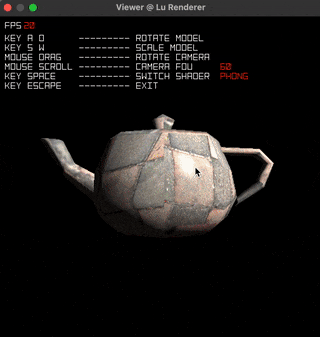 Viewer @ Lu Renderer
FPS 20
KEY A D --------- ROTATE MODEL
KEY S W --------- SCALE MODEL
MOUSE DRAG --------- ROTATE CAMERA
MOUSE SCROLL --------- CAMERA FOV 60
KEY SPACE --------- SWITCH SHADER PHONG
KEY ESCAPE --------- EXIT